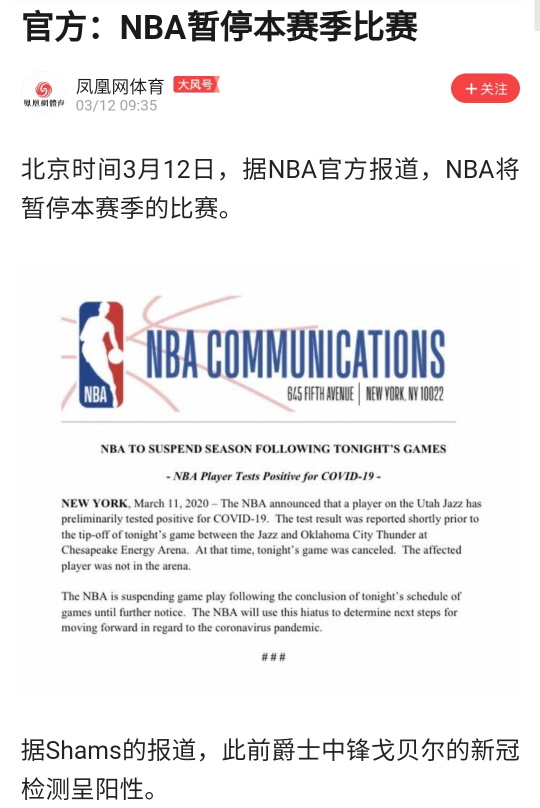 官方：NBA暂停本赛季比赛
凤凰网体育 大风号
鳳凰網體育
03/12 09:35
+关注
北京时间3月12日，据NBA官方报道，NBA将
暂停本赛季的比赛。
NBA
NBA COMMUNICATIONS
645 FIFTH AVENUE | NEW YORK, NY 10022
NBA TO SUSPEND SEASON FOLLOWING TONIGHT'S GAMES
- NBA Player Tests Positive for COVID-19 -
NEW YORK, March 11, 2020 – The NBA announced that a player on the Utah Jazz has
preliminarily tested positive for COVID-19. The test result was reported shortly prior to
the tip-off of tonight's game between the Jazz and Oklahoma City Thunder at
Chesapeake Energy Arena. At that time, tonight's game was canceled. The affected
player was not in the arena.
The NBA is suspending game play following the conclusion of tonight's schedule of
games until further notice. The NBA will use this hiatus to determine next steps for
moving forward in regard to the coronavirus pandemic.
###
据Shams的报道，此前爵士中锋戈贝尔的新冠
检测呈阳性。